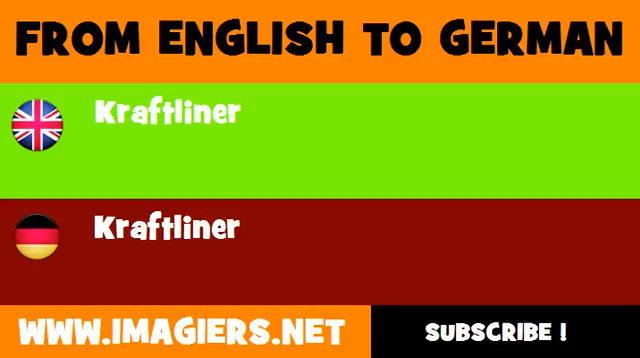 FROM ENGLISH TO GERMAN
Kraftliner
Kraftliner
WWW.IMAGIERS.NET
SUBSCRIBE !